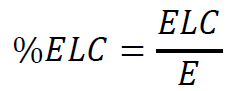 %ELC = ELC / E